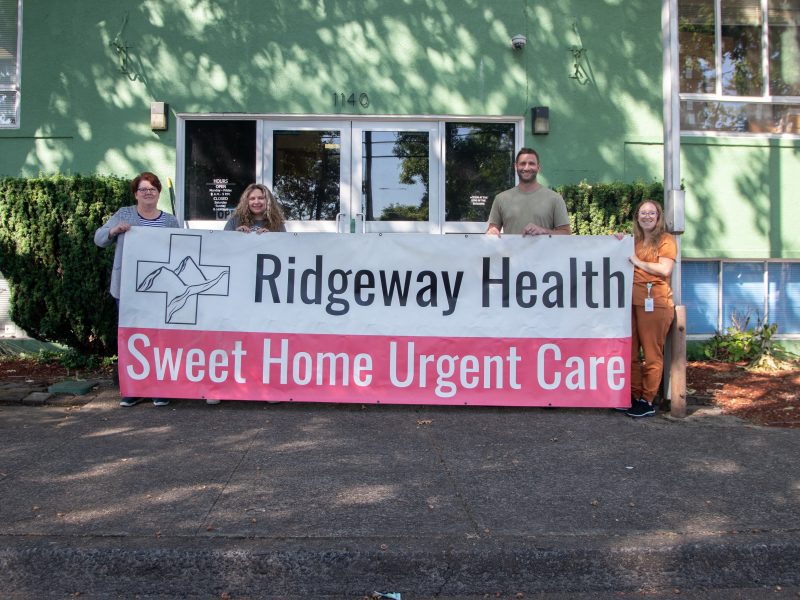 1140
HOURS
OPEN
CLOSED
Ridgeway Health
Sweet Home Urgent Care